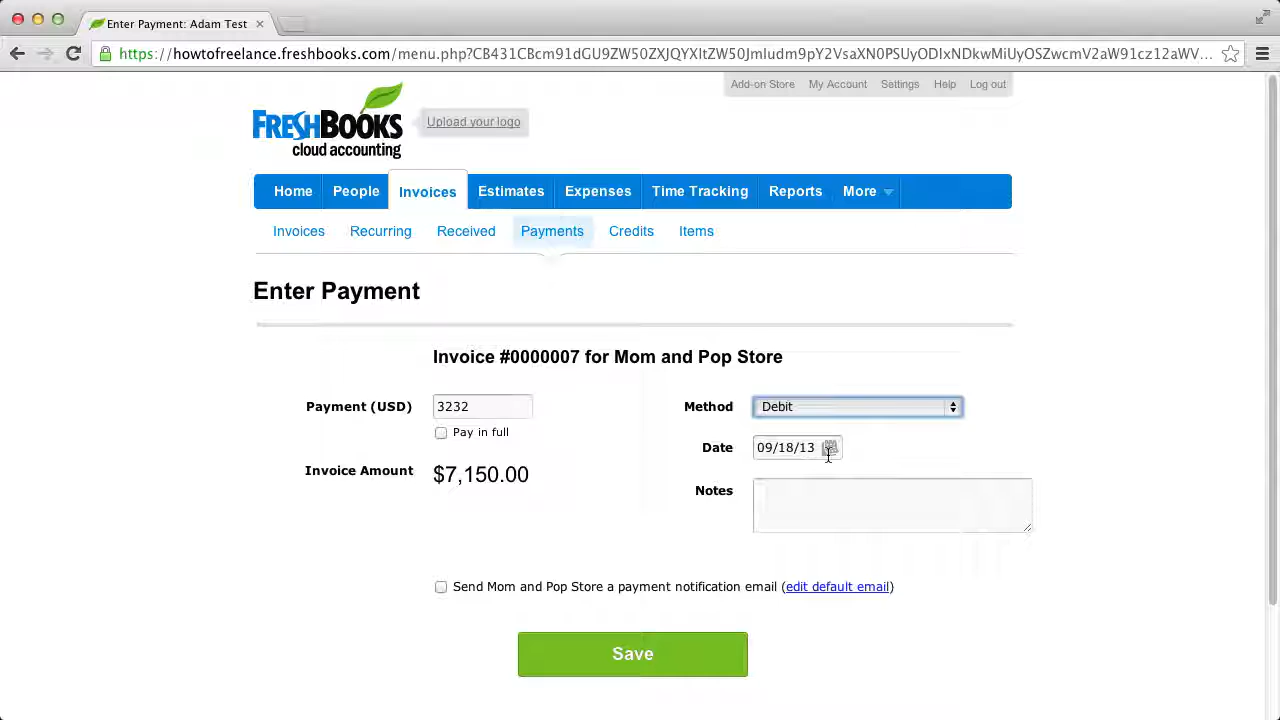 Enter Payment: Adam Test
https://howtofreelance.freshbooks.com/menu.php?
Add-on Store My Account Settings Help Log out
FRESHBOOKS
cloud accounting
Upload your logo
Home People Invoices Estimates Expenses Time Tracking Reports More
Invoices Recurring Received Payments Credits Items
Enter Payment
Invoice #0000007 for Mom and Pop Store
Payment (USD) 3232 Method Debit
Pay in full
Date 09/18/13
Invoice Amount $7,150.00
Notes
Send Mom and Pop Store a payment notification email (edit default email)
Save